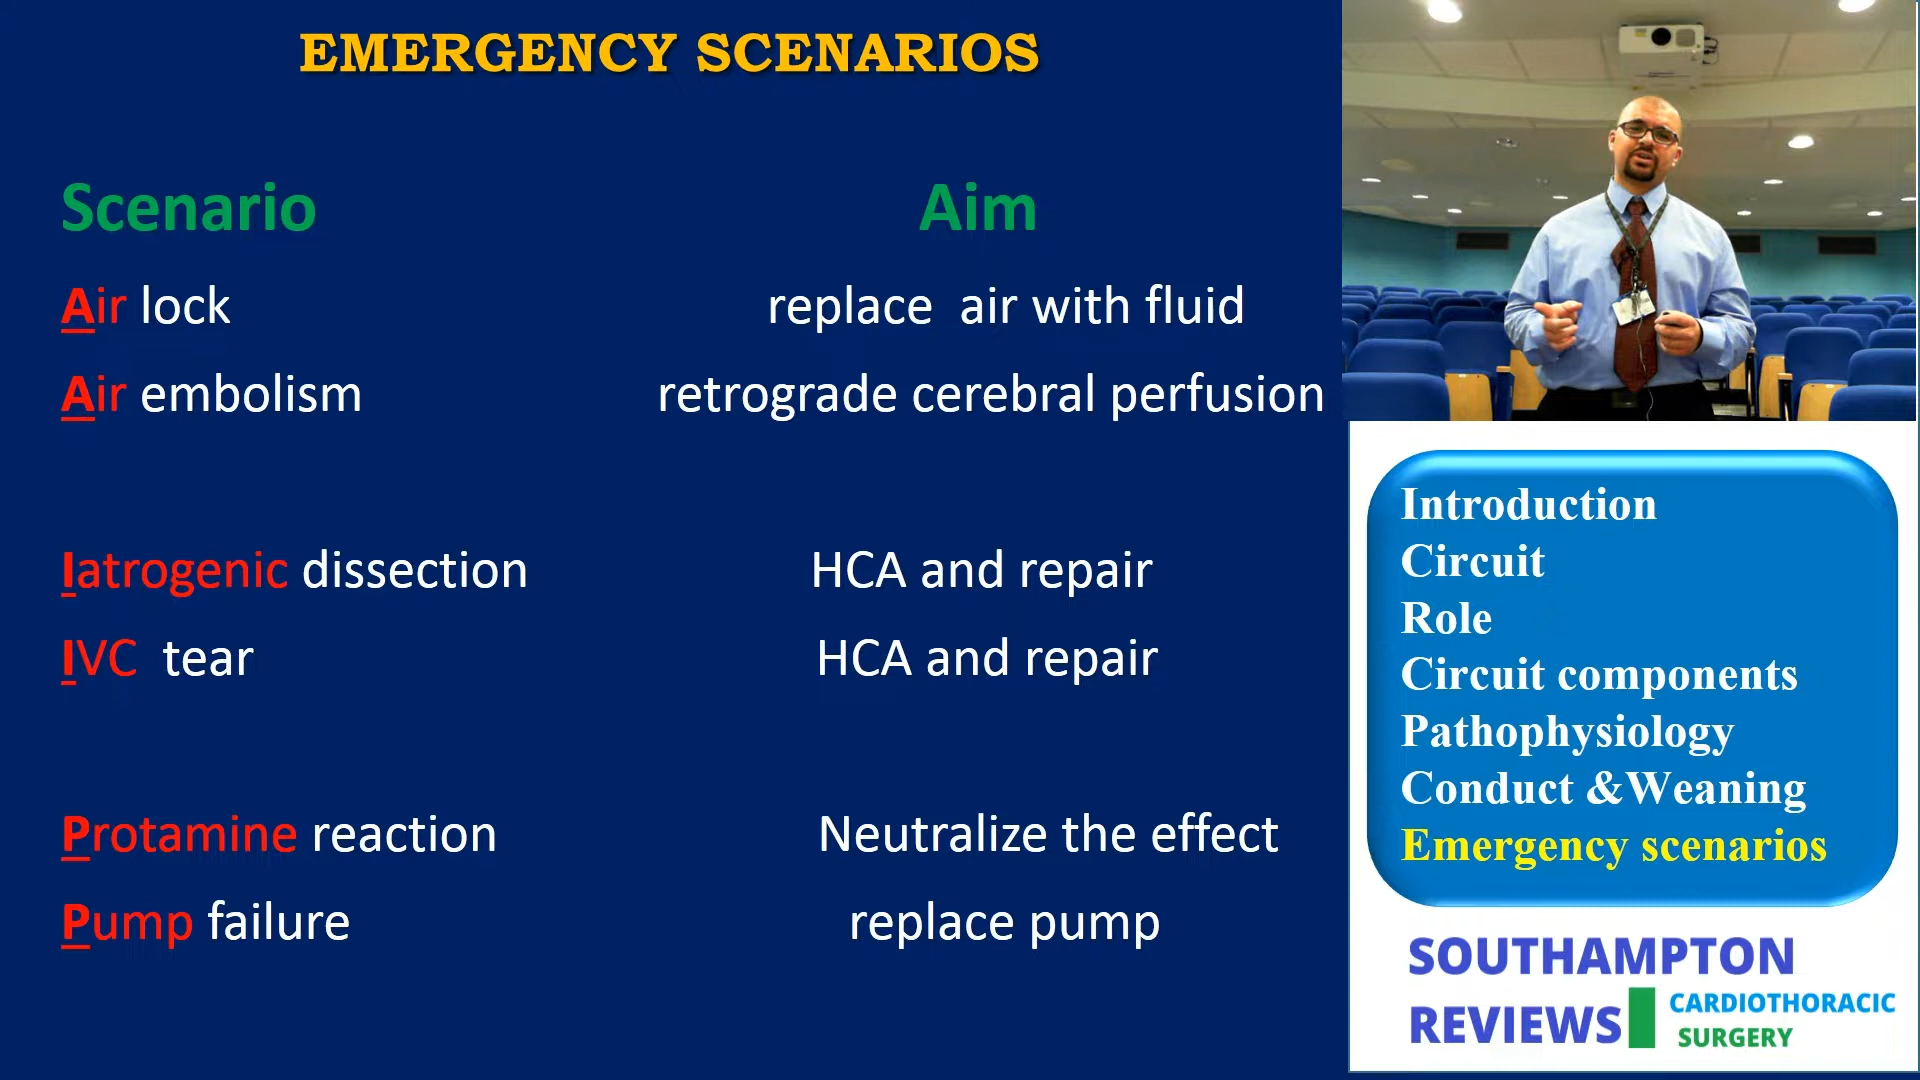 EMERGENCY SCENARIOS
Scenario Aim
Air lock replace air with fluid
Air embolism retrograde cerebral perfusion
Iatrogenic dissection HCA and repair
IVC tear HCA and repair
Protamine reaction Neutralize the effect
Pump failure replace pump
Introduction
Circuit
Role
Circuit components
Pathophysiology
Conduct &Weaning
Emergency scenarios
SOUTHAMPTON
REVIEWS CARDIOTHORACIC
SURGERY